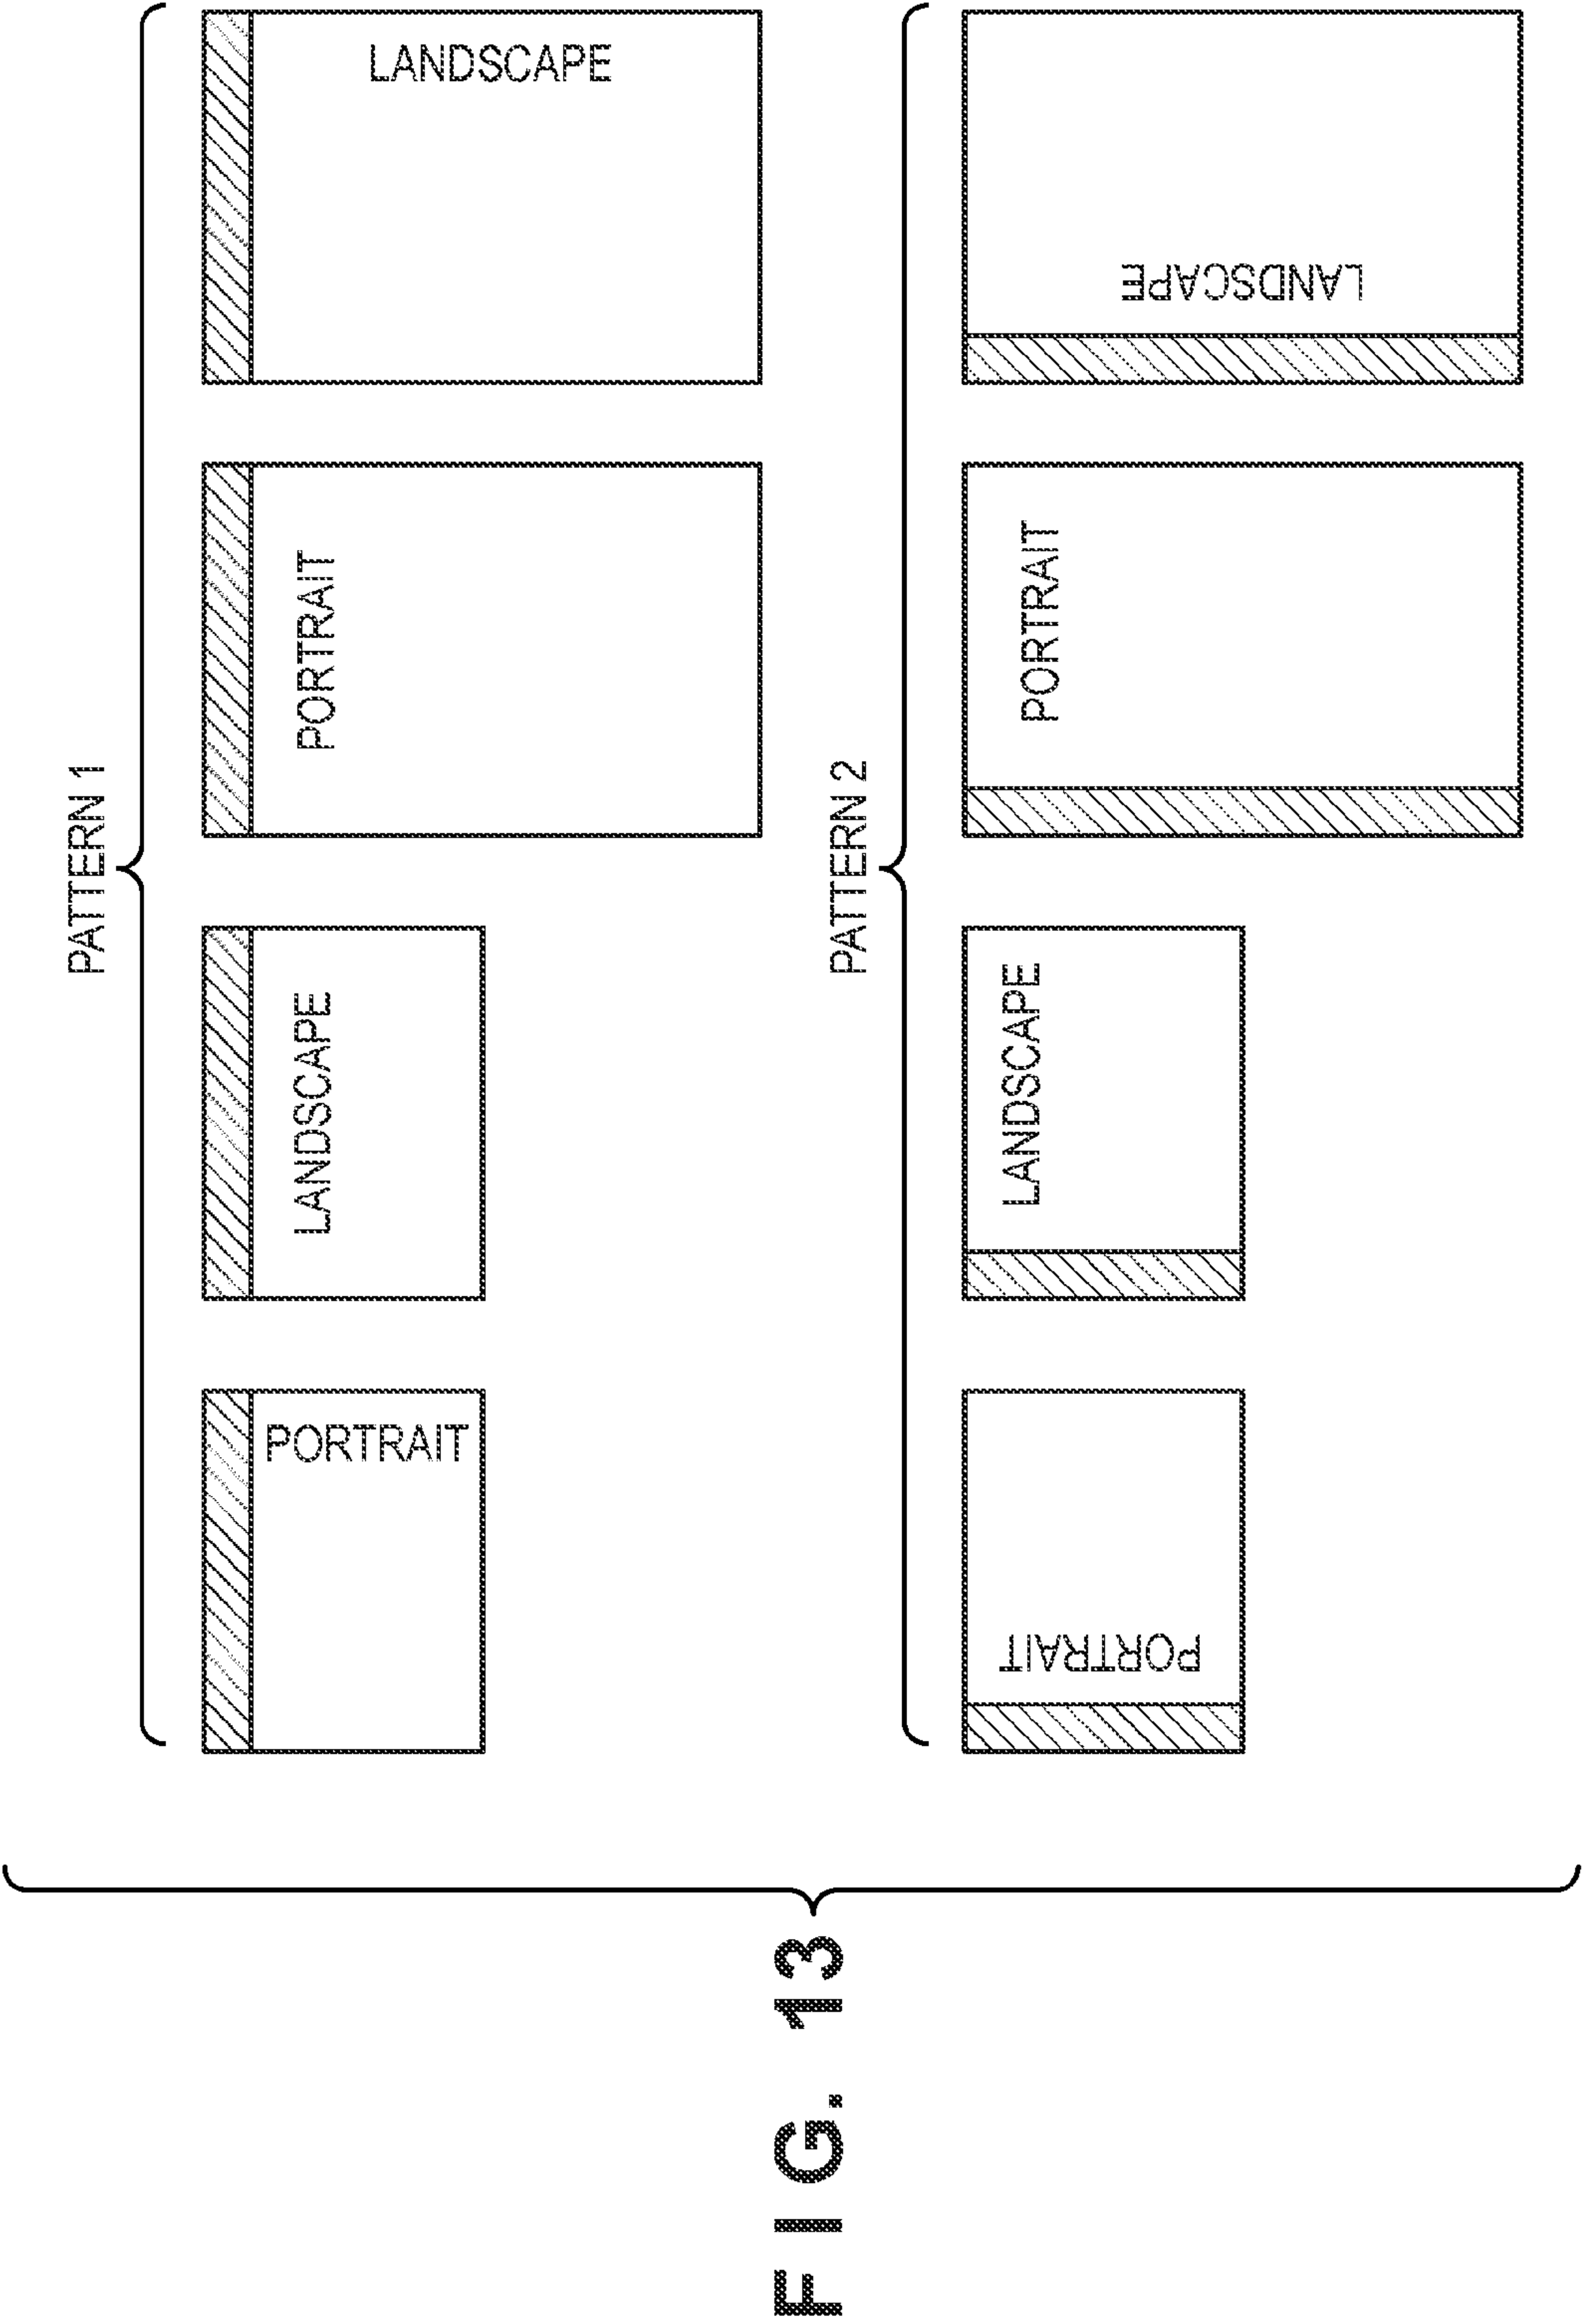 FIG. 13
PATTERN 1
PORTRAIT
LANDSCAPE
PORTRAIT
LANDSCAPE
PATTERN 2
PORTRAIT
LANDSCAPE
PORTRAIT
LANDSCAPE